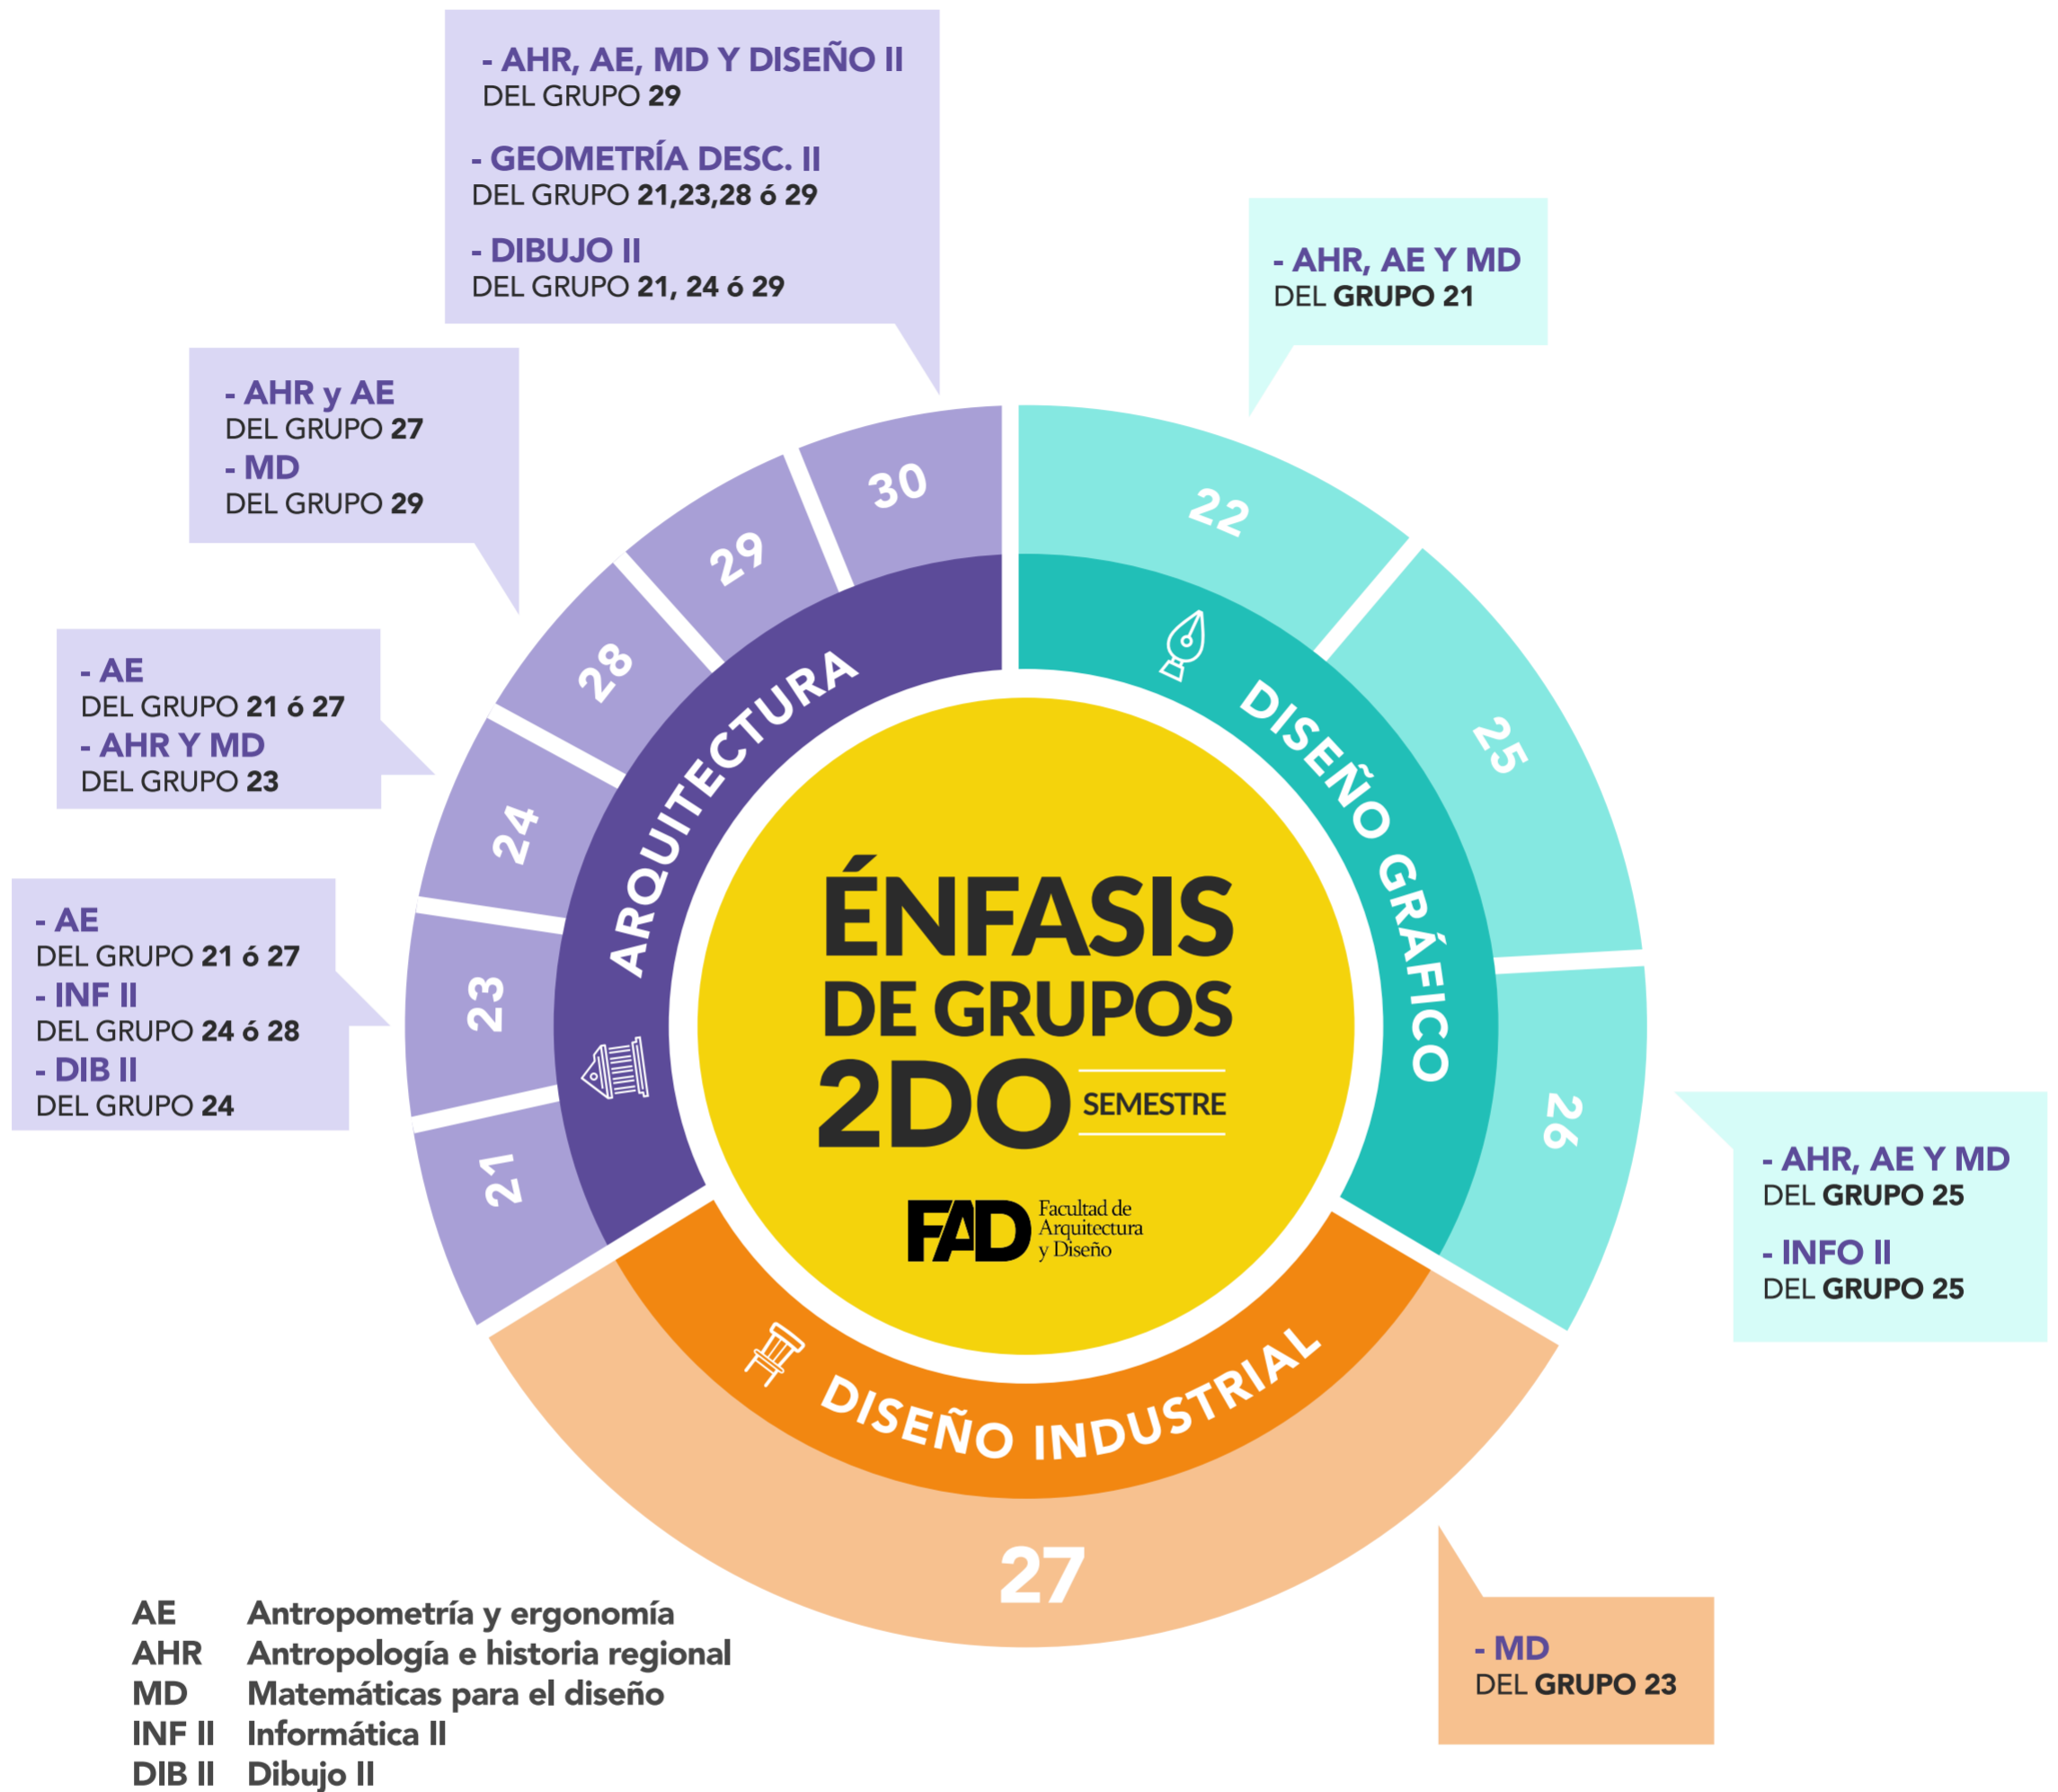 - AHR, AE, MD Y DISEÑO II
DEL GRUPO 29
- GEOMETRÍA DESC. II
DEL GRUPO 21,23,28 ó 29
- DIBUJO II
DEL GRUPO 21, 24 ó 29
- AHR, AE Y MD
DEL GRUPO 21
- AHR y AE
DEL GRUPO 27
- MD
DEL GRUPO 29
- AE
DEL GRUPO 21 ó 27
- AHR Y MD
DEL GRUPO 23
- AE
DEL GRUPO 21 ó 27
- INF II
DEL GRUPO 24 ó 28
- DIB II
DEL GRUPO 24
21
23
24
28
29
30
ARQUITECTURA
22
25
26
DISEÑO GRÁFICO
ÉNFASIS
DE GRUPOS
2DO SEMESTRE
FAD Facultad de
Arquitectura
y Diseño
- AHR, AE Y MD
DEL GRUPO 25
- INFO II
DEL GRUPO 25
DISEÑO INDUSTRIAL
27
- MD
DEL GRUPO 23
AE Antropometría y ergonomía
AHR Antropología e historia regional
MD Matemáticas para el diseño
INF II Informática II
DIB II Dibujo II